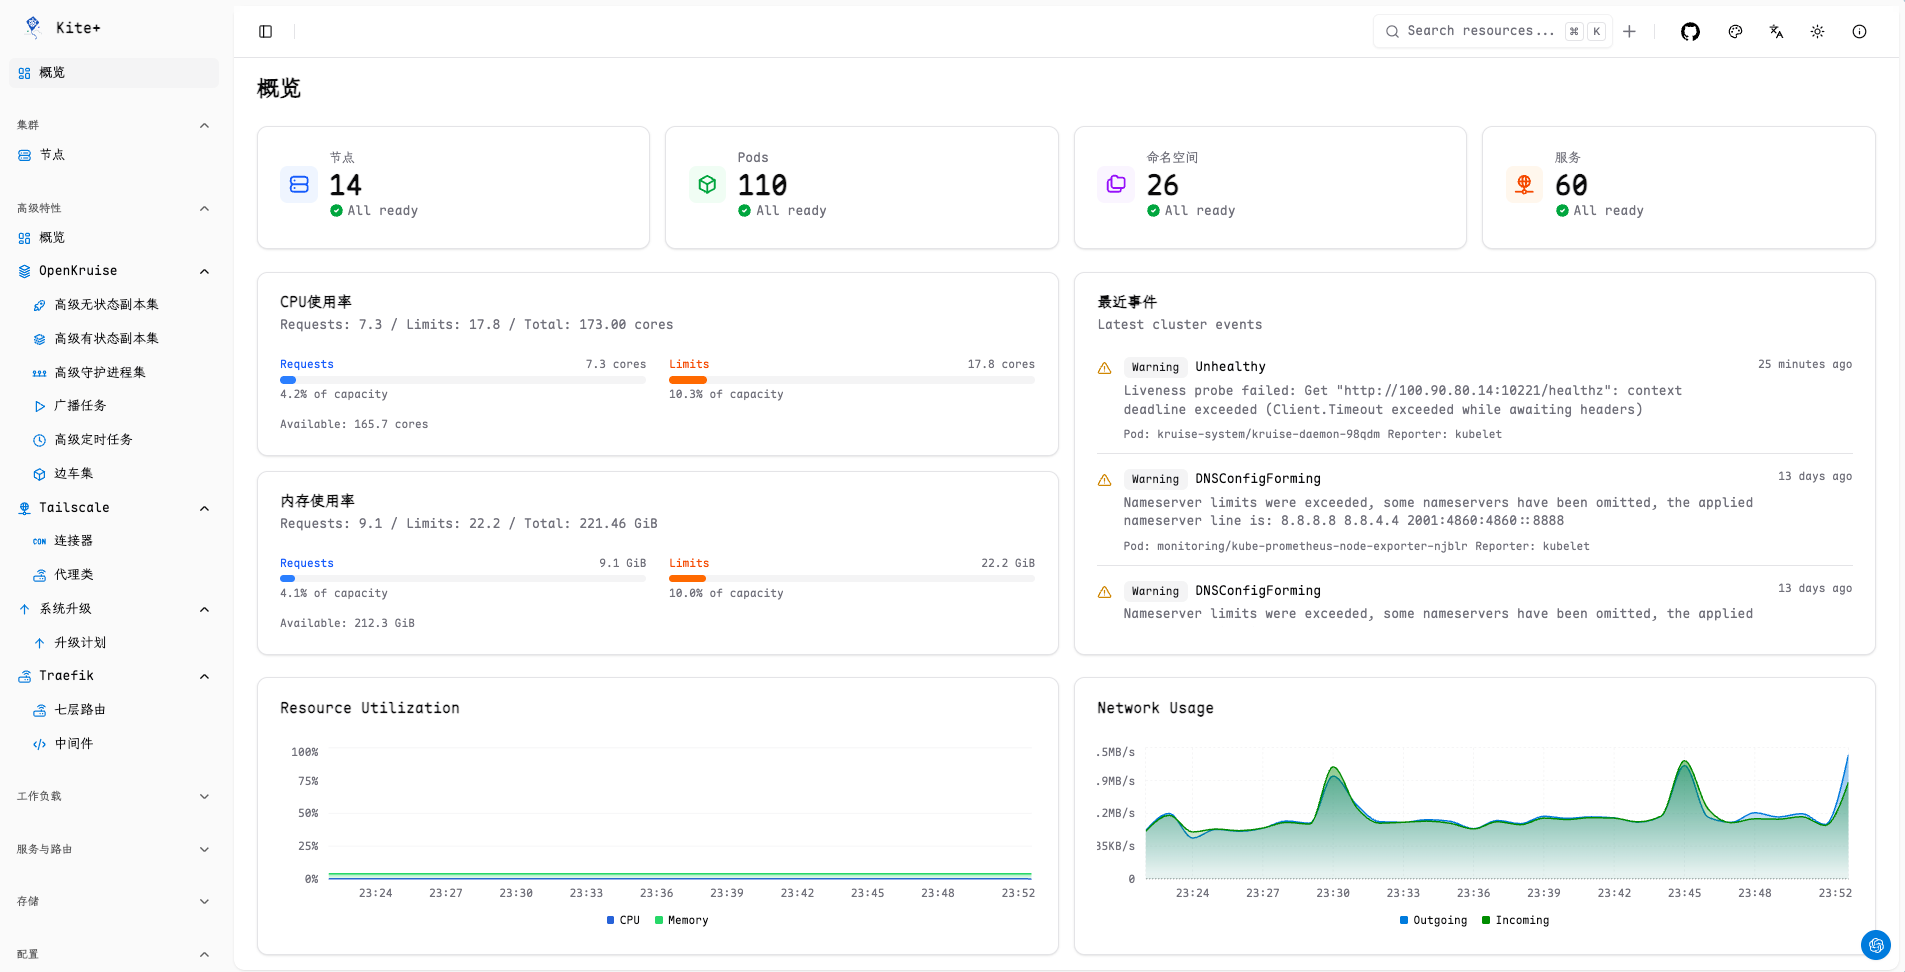 Kite+
概览
集群
节点
高级特性
概览
OpenKruise
高级无状态副本集
高级有状态副本集
高级守护进程集
广播任务
高级定时任务
边车集
Tailscale
CON 连接器
代理类
系统升级
升级计划
Traefik
七层路由
中间件
工作负载
服务与路由
存储
配置
Search resources... ⌘ K
概览
节点
14
All ready
Pods
110
All ready
命名空间
26
All ready
服务
60
All ready
CPU使用率
Requests: 7.3 / Limits: 17.8 / Total: 173.00 cores
Requests 7.3 cores
4.2% of capacity
Limits 17.8 cores
10.3% of capacity
Available: 165.7 cores
内存使用率
Requests: 9.1 / Limits: 22.2 / Total: 221.46 GiB
Requests 9.1 GiB
4.1% of capacity
Limits 22.2 GiB
10.0% of capacity
Available: 212.3 GiB
最近事件
Latest cluster events
Warning Unhealthy 25 minutes ago
Liveness probe failed: Get "http://100.90.80.14:10221/healthz": context
deadline exceeded (Client.Timeout exceeded while awaiting headers)
Pod: kruise-system/kruise-daemon-98qdm Reporter: kubelet
Warning DNSConfigForming 13 days ago
Nameserver limits were exceeded, some nameservers have been omitted, the applied
nameserver line is: 8.8.8.8 8.8.4.4 2001:4860:4860::8888
Pod: monitoring/kube-prometheus-node-exporter-njblr Reporter: kubelet
Warning DNSConfigForming 13 days ago
Nameserver limits were exceeded, some nameservers have been omitted, the applied
Resource Utilization
100%
75%
50%
25%
0%
23:24 23:27 23:30 23:33 23:36 23:39 23:42 23:45 23:48 23:52
CPU Memory
Network Usage
.5MB/s
.9MB/s
.2MB/s
35KB/s
0
23:24 23:27 23:30 23:33 23:36 23:39 23:42 23:45 23:48 23:52
Outgoing Incoming